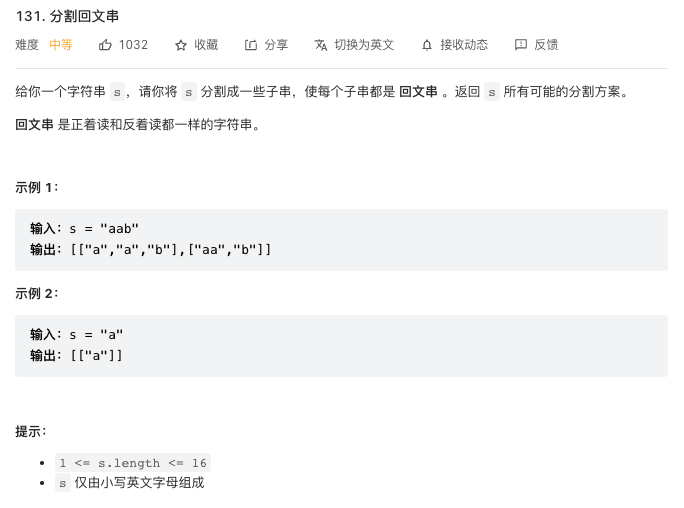 131. 分割回文串
难度 中等 1032 收藏 分享 切换为英文 接收动态 反馈
给你一个字符串 s，请你将 s 分割成一些子串，使每个子串都是 回文串 。返回 s 所有可能的分割方案。
回文串 是正着读和反着读都一样的字符串。
示例 1：
输入：s = "aab"
输出：[["a","a","b"],["aa","b"]]
示例 2：
输入：s = "a"
输出：[["a"]]
提示：
• 1 <= s.length <= 16
• s 仅由小写英文字母组成